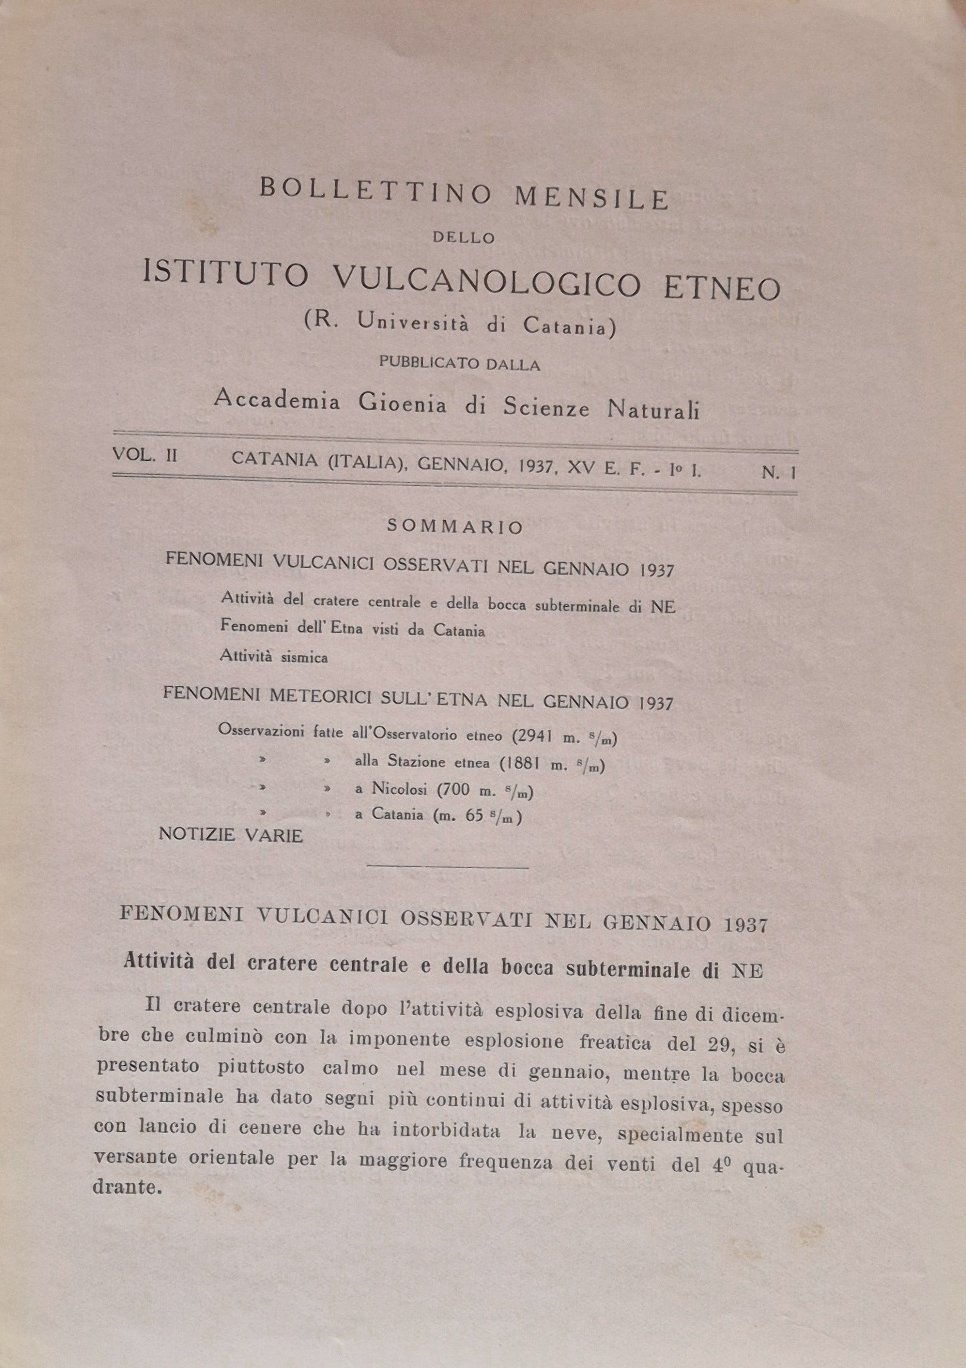 BOLLETTINO MENSILE
DELLO
ISTITUTO VULCANOLOGICO ETNEO
(R. Università di Catania)
PUBBLICATO DALLA
Accademia Gioenia di Scienze Naturali
VOL. II CATANIA (ITALIA), GENNAIO, 1937, XV E. F. - Iº I. N. 1
SOMMARIO
FENOMENI VULCANICI OSSERVATI NEL GENNAIO 1937
Attività del cratere centrale e della bocca subterminale di NE
Fenomeni dell'Etna visti da Catania
Attività sismica
FENOMENI METEORICI SULL'ETNA NEL GENNAIO 1937
Osservazioni fatte all'Osservatorio etneo (2941 m. s/m)
» » alla Stazione etnea (1881 m. s/m)
» » a Nicolosi (700 m. s/m)
» » a Catania (m. 65 s/m)
NOTIZIE VARIE
FENOMENI VULCANICI OSSERVATI NEL GENNAIO 1937
Attività del cratere centrale e della bocca subterminale di NE
Il cratere centrale dopo l'attività esplosiva della fine di dicem-
bre che culminò con la imponente esplosione freatica del 29, si è
presentato piuttosto calmo nel mese di gennaio, mentre la bocca
subterminale ha dato segni più continui di attività esplosiva, spesso
con lancio di cenere che ha intorbidata la neve, specialmente sul
versante orientale per la maggiore frequenza dei venti del 4º qua-
drante.